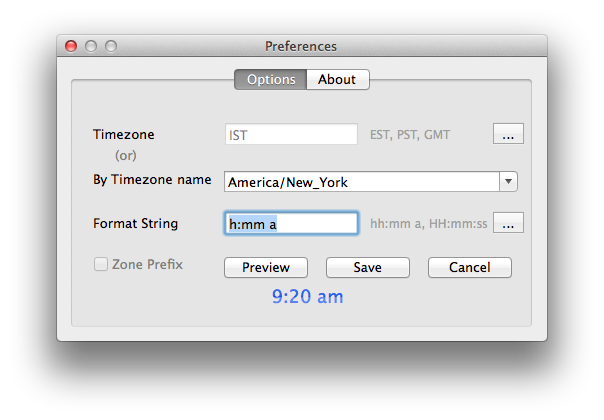 Preferences
Options About
Timezone IST EST, PST, GMT ...
(or)
By Timezone name America/New_York
Format String h:mm a hh:mm a, HH:mm:ss ...
Zone Prefix Preview Save Cancel
9:20 am